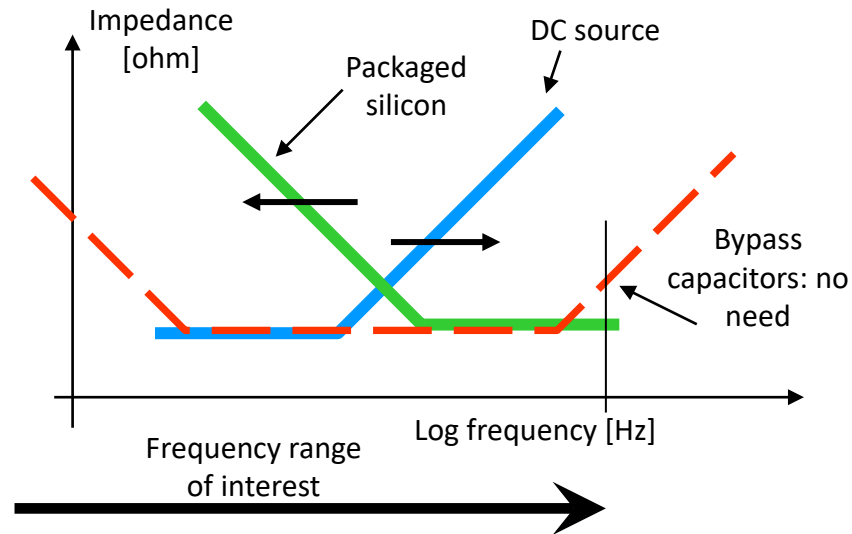 Impedance
[ohm]
DC source
Packaged
silicon
Bypass
capacitors: no
need
Log frequency [Hz]
Frequency range
of interest